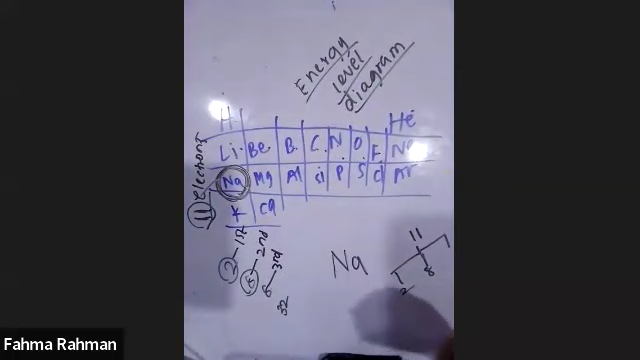 Energy
level
diagram
H He
Li Be B C N O F Ne
Na Mg Al Si P S Cl Ar
K Ca
11 Electrons
2 1st
8 2nd
8 3rd
32
Na
11
2 8
Fahma Rahman